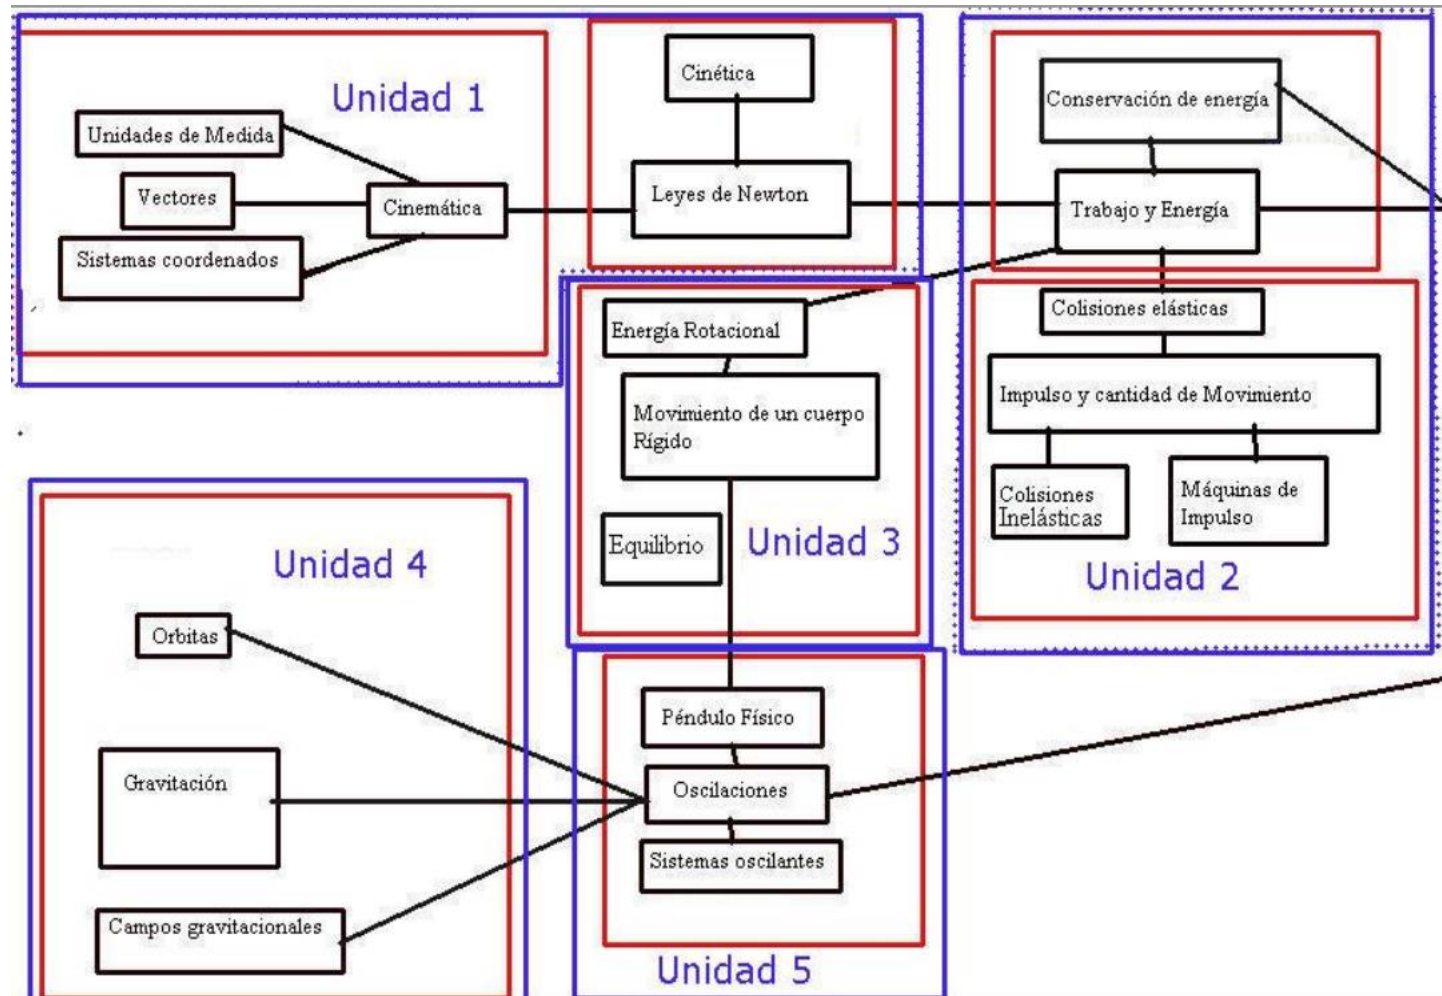 Unidad 1
Unidades de Medida
Vectores
Sistemas coordenados
Cinemática
Cinética
Leyes de Newton
Conservación de energía
Trabajo y Energía
Colisiones elásticas
Impulso y cantidad de Movimiento
Colisiones
Inelásticas
Máquinas de
Impulso
Unidad 2
Energía Rotacional
Movimiento de un cuerpo
Rígido
Equilibrio
Unidad 3
Unidad 4
Orbitas
Gravitación
Campos gravitacionales
Péndulo Físico
Oscilaciones
Sistemas oscilantes
Unidad 5